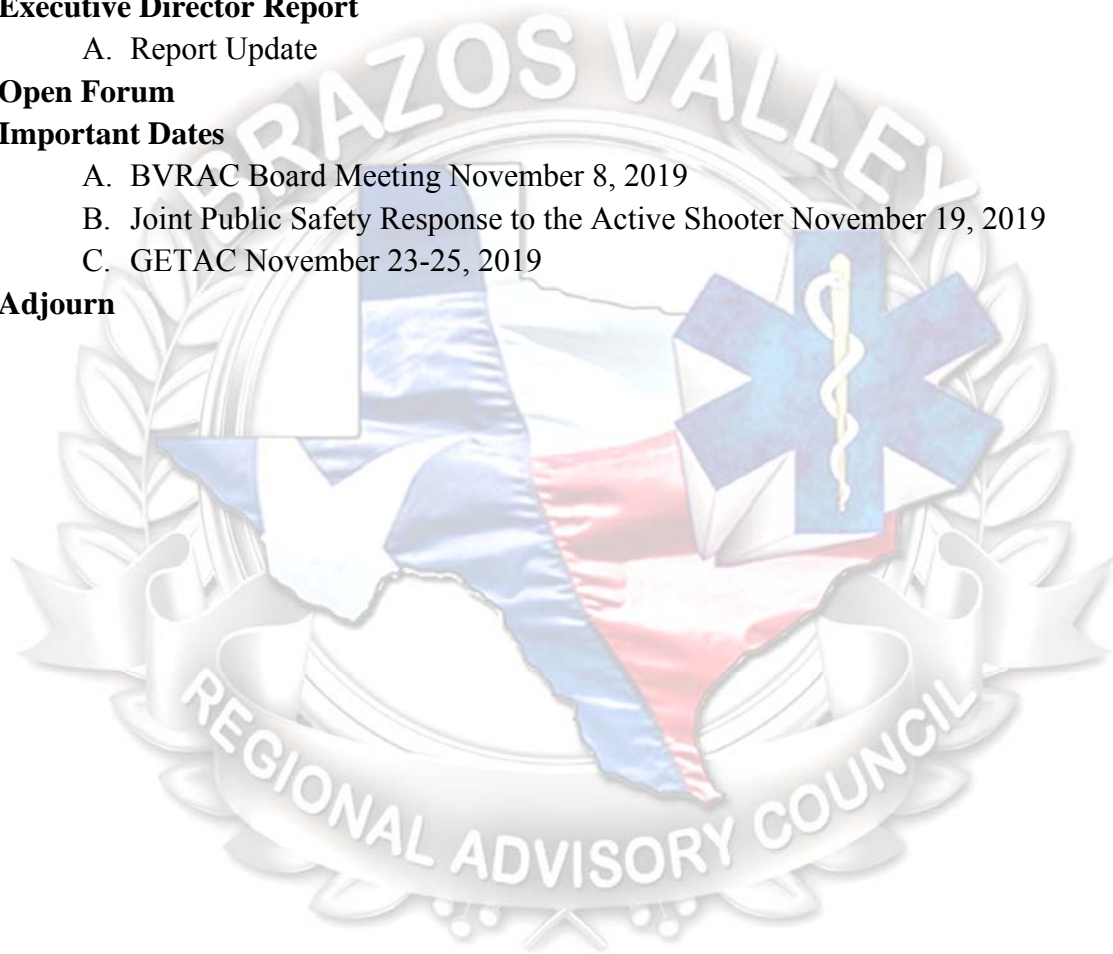 Executive Director Report
A. Report Update
Open Forum
Important Dates
A. BVRAC Board Meeting November 8, 2019
B. Joint Public Safety Response to the Active Shooter November 19, 2019
C. GETAC November 23-25, 2019
Adjourn
BRAZOS VALLEY
REGIONAL ADVISORY COUNCIL